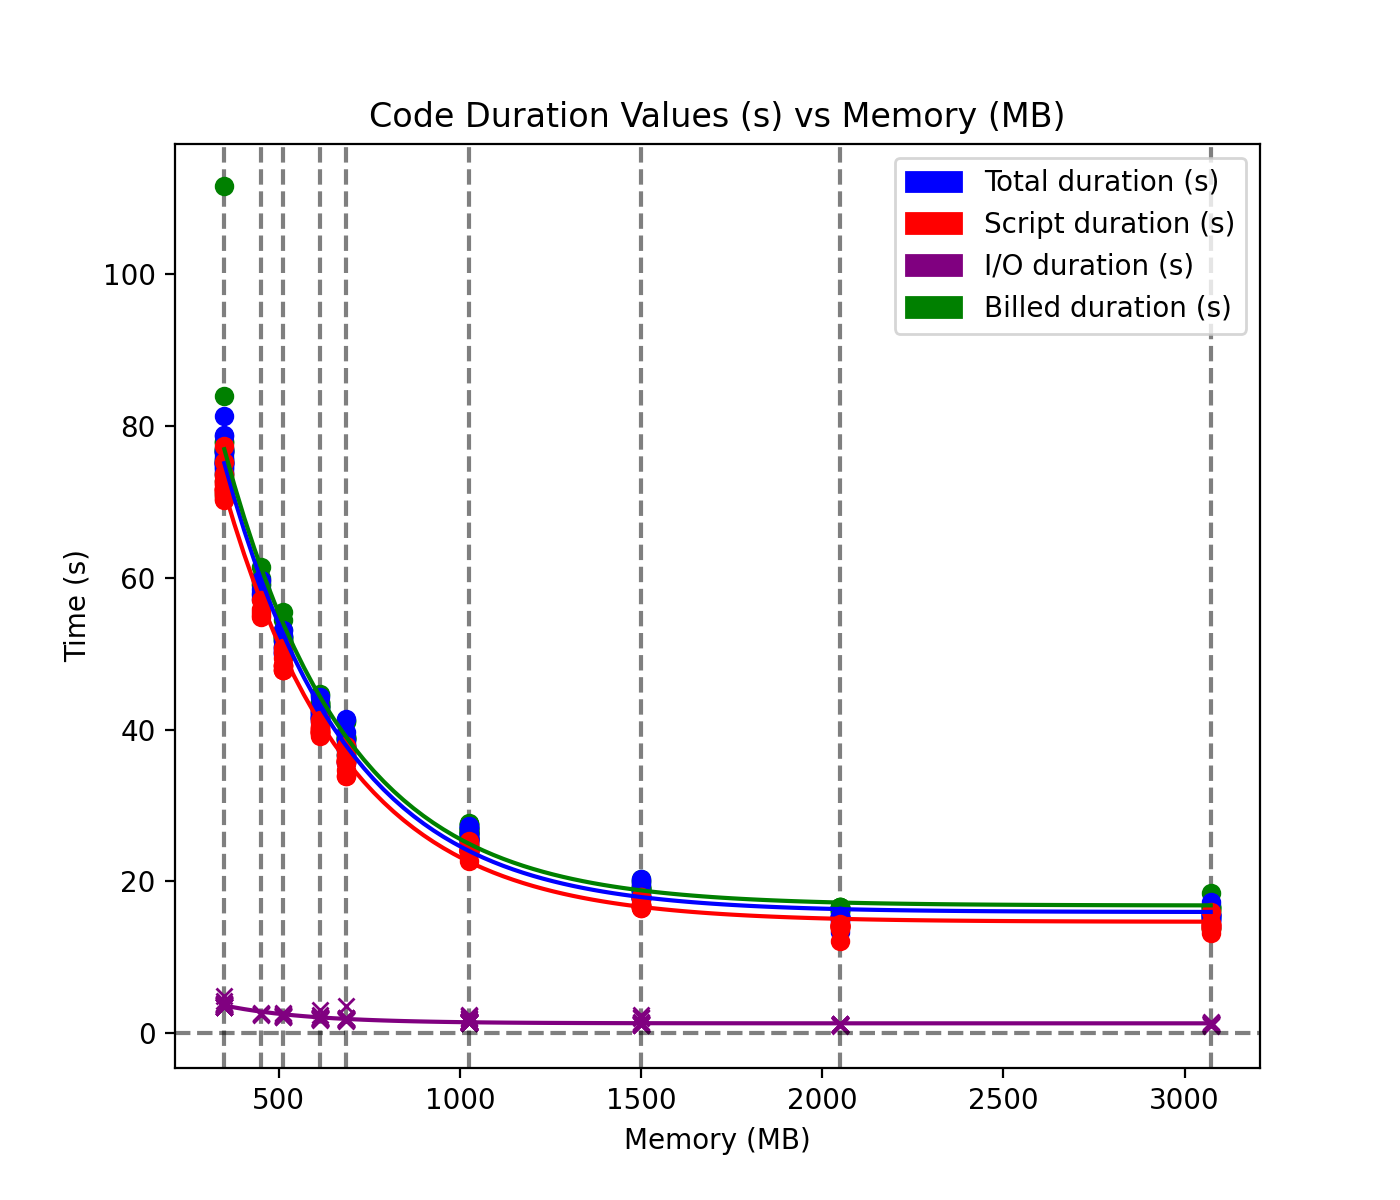 Code Duration Values (s) vs Memory (MB)
Total duration (s)
Script duration (s)
I/O duration (s)
Billed duration (s)
100
80
60
40
20
0
Time (s)
500
1000
1500
2000
2500
3000
Memory (MB)